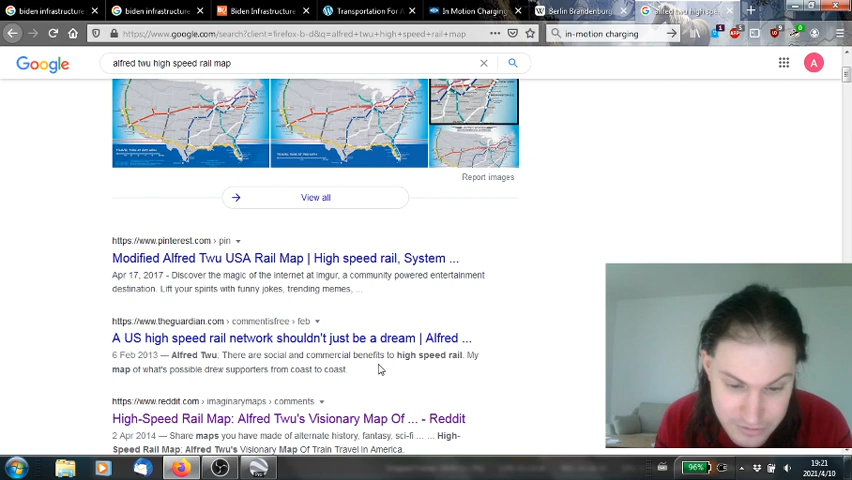 biden infrastructure
biden infrastructure
Biden Infrastructure
Transportation For A
In Motion Charging
Berlin Brandenburg
alfred twu high spe
https://www.google.com/search?client=firefox-b-d&q=alfred+twu+high+speed+rail+map
in-motion charging
Google
alfred twu high speed rail map
A
Report images
View all
https://www.pinterest.com › pin
Modified Alfred Twu USA Rail Map | High speed rail, System ...
Apr 17, 2017 - Discover the magic of the internet at Imgur, a community powered entertainment
destination. Lift your spirits with funny jokes, trending memes, ...
https://www.theguardian.com › commentisfree › feb
A US high speed rail network shouldn't just be a dream | Alfred ...
6 Feb 2013 — Alfred Twu. There are social and commercial benefits to high speed rail. My
map of what's possible drew supporters from coast to coast.
https://www.reddit.com › imaginarymaps › comments
High-Speed Rail Map: Alfred Twu's Visionary Map Of ... - Reddit
2 Apr 2014 — Share maps you have made of alternate history, fantasy, sci-fi ... ... High-
Speed Rail Map: Alfred Twu's Visionary Map Of Train Travel In America.
96%
19:21
2021/4/10